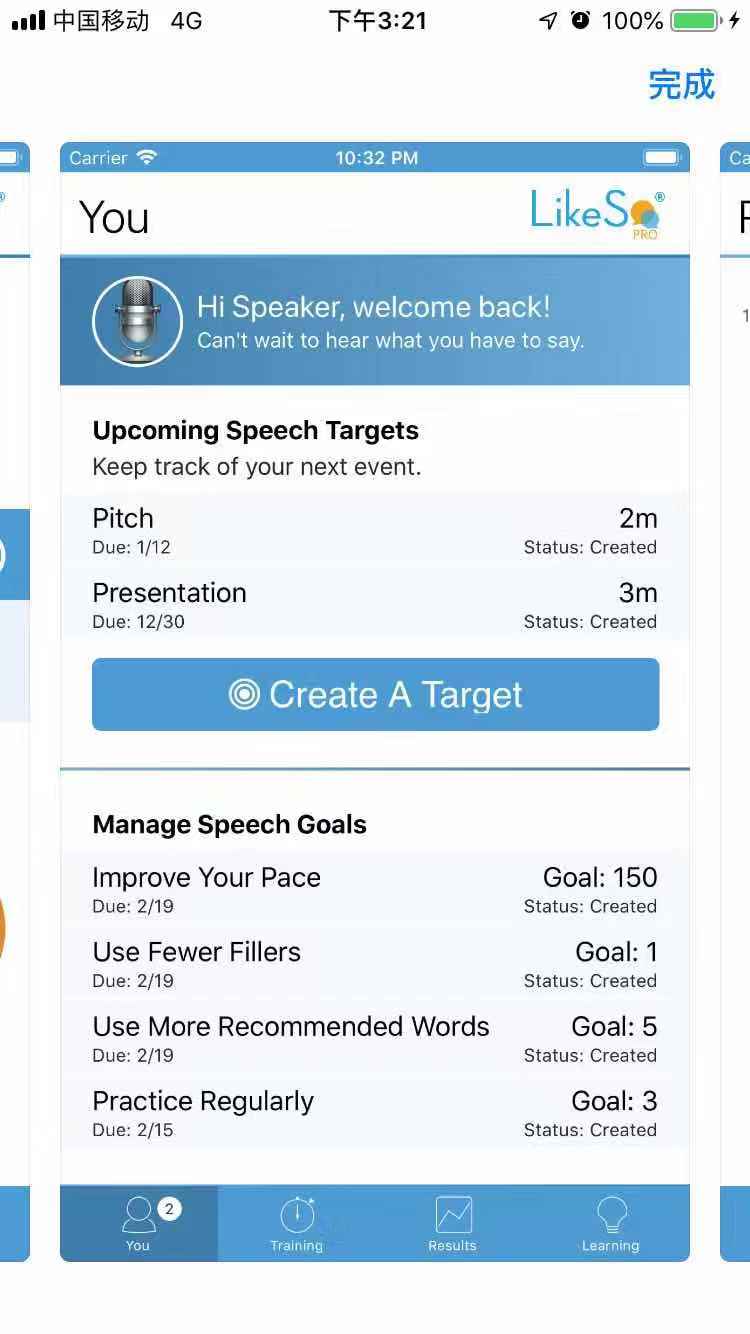 中国移动 4G 下午3:21 100%
完成
Carrier 10:32 PM Ca
You LikeSo® PRO
Hi Speaker, welcome back!
Can't wait to hear what you have to say.
Upcoming Speech Targets
Keep track of your next event.
Pitch 2m
Due: 1/12 Status: Created
Presentation 3m
Due: 12/30 Status: Created
Create A Target
Manage Speech Goals
Improve Your Pace Goal: 150
Due: 2/19 Status: Created
Use Fewer Fillers Goal: 1
Due: 2/19 Status: Created
Use More Recommended Words Goal: 5
Due: 2/19 Status: Created
Practice Regularly Goal: 3
Due: 2/15 Status: Created
2
You Training Results Learning